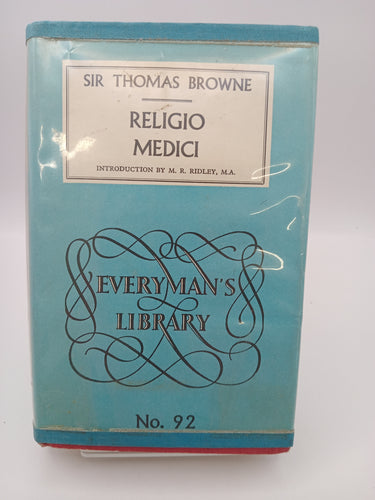 SIR THOMAS BROWNE
RELIGIO
MEDICI
INTRODUCTION BY M. R. RIDLEY, M.A.
EVERYMAN'S
LIBRARY
No. 92